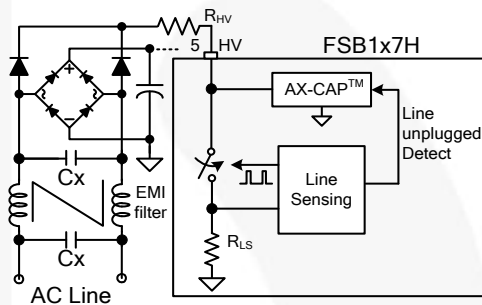 RHV
5 HV
FSB1x7H
AX-CAP™
Line
unplugged
Detect
Cx
EMI
filter
Line
Sensing
Cx
RLS
AC Line